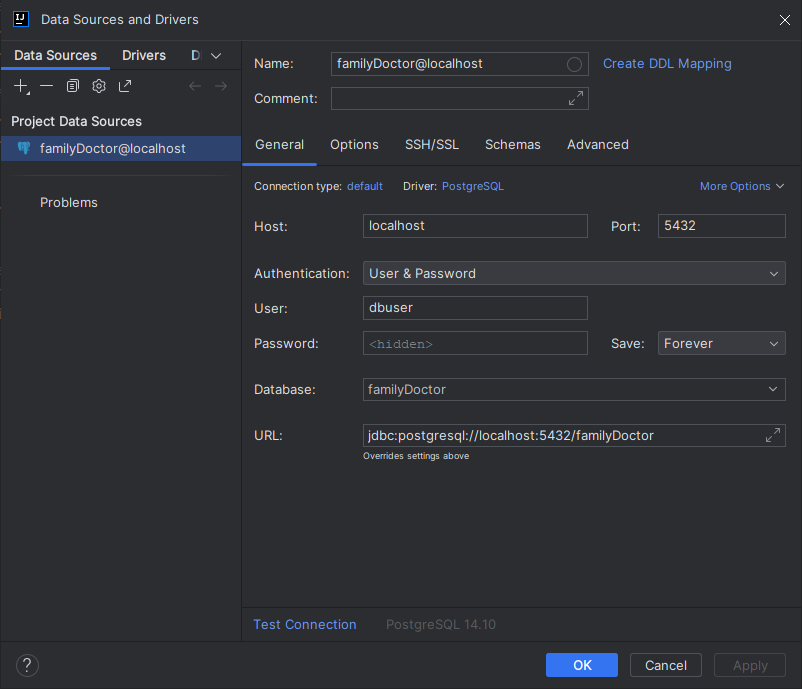 IJ
Data Sources and Drivers
Data Sources
Drivers
D
Project Data Sources
familyDoctor@localhost
Problems
Name:
familyDoctor@localhost
Create DDL Mapping
Comment:
General
Options
SSH/SSL
Schemas
Advanced
Connection type: default
Driver: PostgreSQL
More Options
Host:
localhost
Port:
5432
Authentication:
User & Password
User:
dbuser
Password:
<hidden>
Save:
Forever
Database:
familyDoctor
URL:
jdbc:postgresql://localhost:5432/familyDoctor
Overrides settings above
Test Connection
PostgreSQL 14.10
?
OK
Cancel
Apply